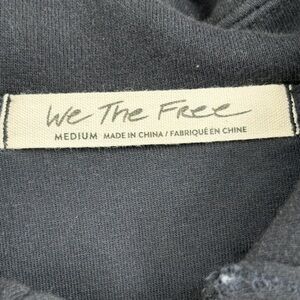 We The Free
MEDIUM MADE IN CHINA / FABRIQUÉ EN CHINE